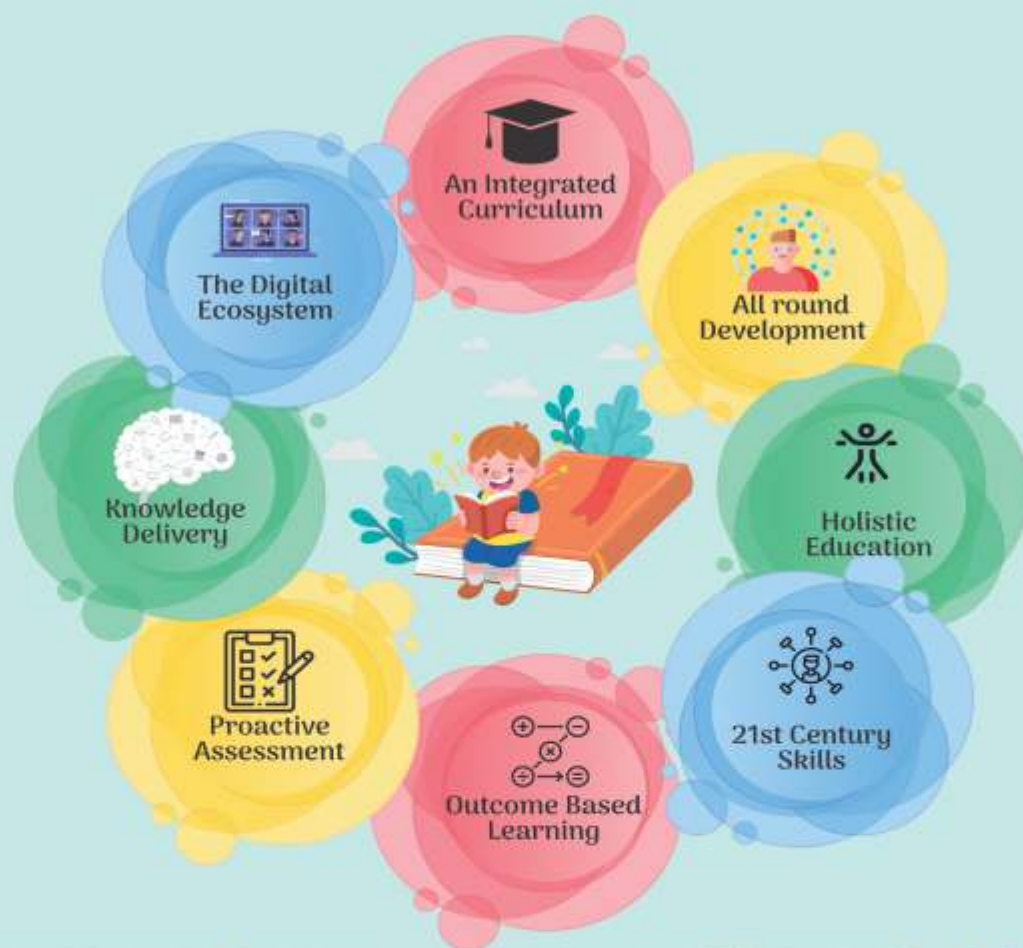 An Integrated
Curriculum
All round
Development
Holistic
Education
21st Century
Skills
Outcome Based
Learning
Proactive
Assessment
Knowledge
Delivery
The Digital
Ecosystem